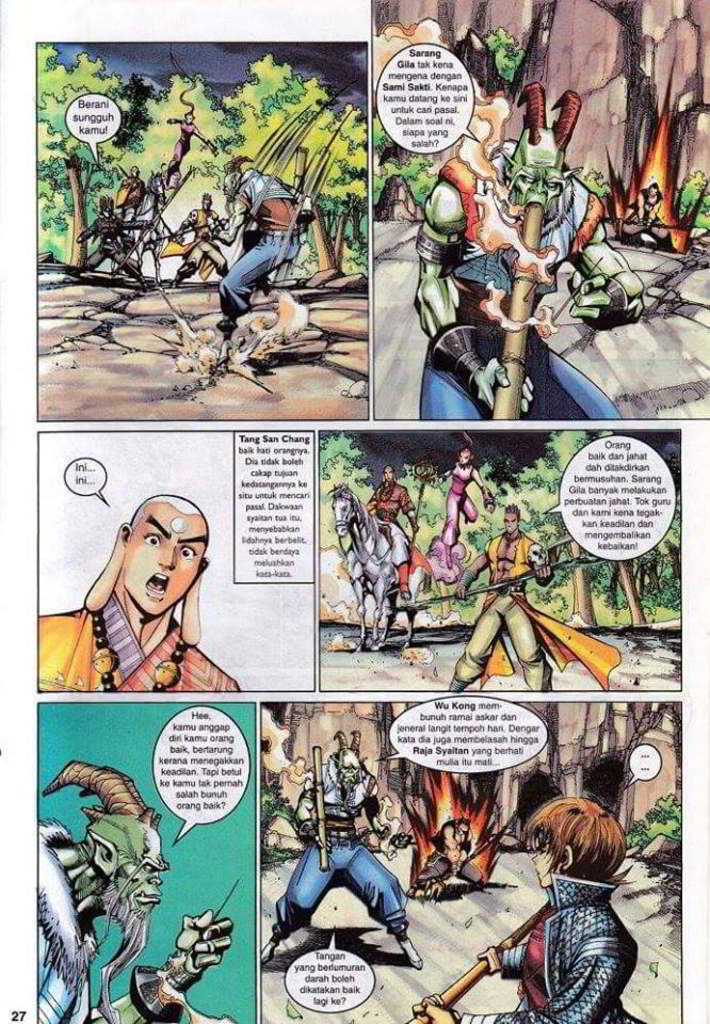 Berani
sungguh
kamu!
Sarang
Gila tak kena
mengena dengan
Sami Sakti. Kenapa
kamu datang ke sini
untuk cari pasal.
Dalam soal ni,
siapa yang
salah?
Ini...
ini...
Tang San Chang
baik hati orangnya.
Dia tidak boleh
cakap tujuan
kedatangannya ke
situ untuk mencari
pasal. Dakwaan
syaitan tua itu,
menyebabkan
lidahnya berbelit,
tidak berdaya
meluahkan
kata-kata.
Orang
baik dan jahat
dah ditakdirkan
bermusuhan. Sarang
Gila banyak melakukan
perbuatan jahat. Tok guru
dan kami kena tegak-
kan keadilan dan
mengembalikan
kebaikan!
Hee,
kamu anggap
diri kamu orang
baik, bertarung
kerana menegakkan
keadilan. Tapi betul
ke kamu tak pernah
salah bunuh
orang baik?
Wu Kong mem-
bunuh ramai askar dan
jeneral langit tempoh hari. Dengar
kata dia juga membelasah hingga
Raja Syaitan yang berhati
mulia itu mati...
...
...
Tangan
yang berlumuran
darah boleh
dikatakan baik
lagi ke?
27